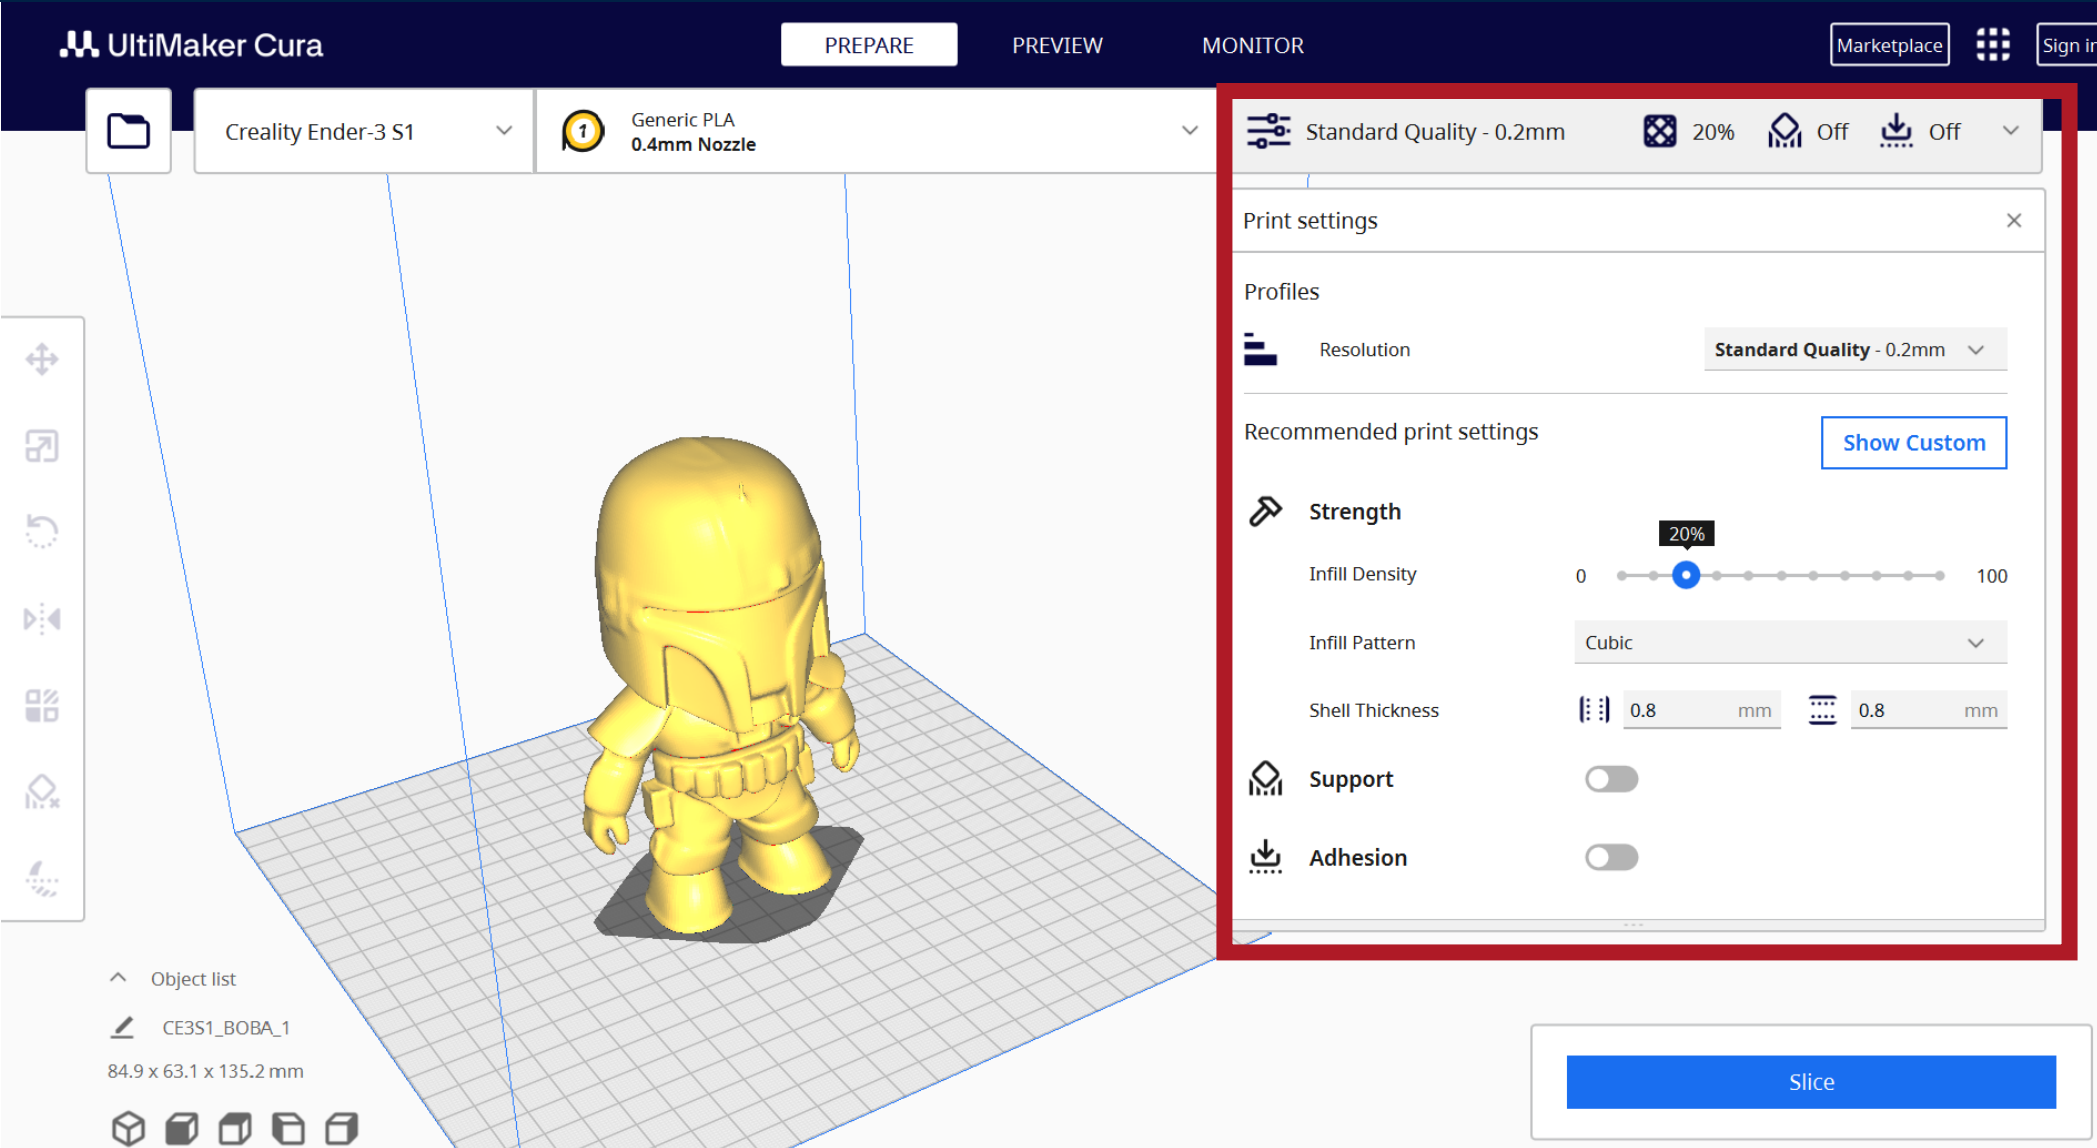 UltiMaker Cura
PREPARE
PREVIEW
MONITOR
Marketplace
Sign in
Creality Ender-3 S1
1
Generic PLA
0.4mm Nozzle
Standard Quality - 0.2mm
20%
Off
Off
Print settings
Profiles
Resolution
Standard Quality - 0.2mm
Recommended print settings
Show Custom
Strength
20%
Infill Density
0
100
Infill Pattern
Cubic
Shell Thickness
0.8 mm
0.8 mm
Support
Adhesion
Object list
CE3S1_BOBA_1
84.9 x 63.1 x 135.2 mm
Slice